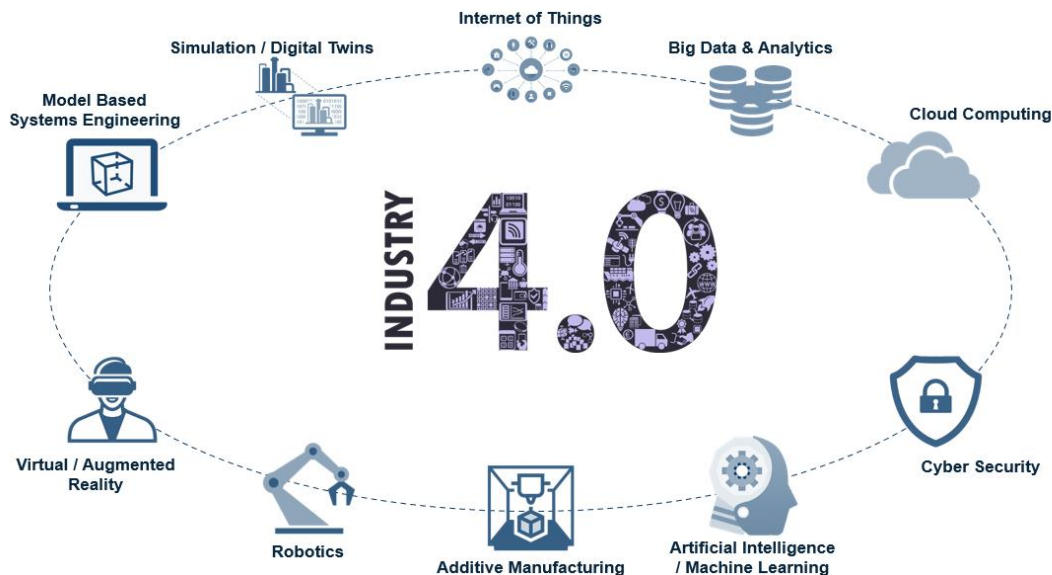 Internet of Things
Simulation / Digital Twins
Big Data & Analytics
Model Based
Systems Engineering
Cloud Computing
INDUSTRY
4.0
Virtual / Augmented
Reality
Cyber Security
Robotics
Additive Manufacturing
Artificial Intelligence
/ Machine Learning